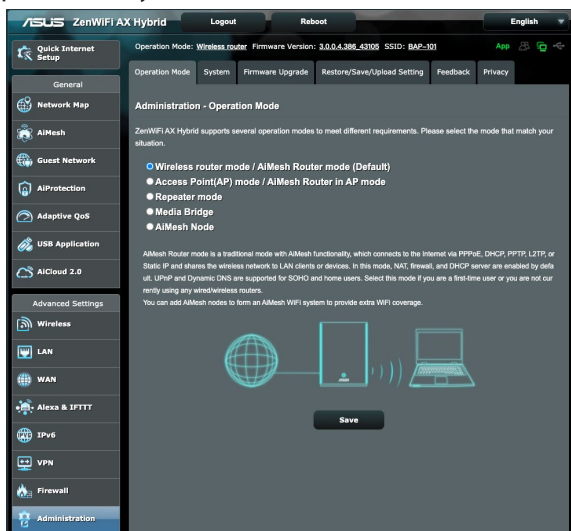 ASUS ZenWiFi AX Hybrid
Logout
Reboot
English
Quick Internet
Setup
Operation Mode: Wireless router Firmware Version: 3.0.0.4.386_43105 SSID: BAP-101
App
General
Network Map
AiMesh
Guest Network
AiProtection
Adaptive QoS
USB Application
AiCloud 2.0
Advanced Settings
Wireless
LAN
WAN
Alexa & IFTTT
IPv6
VPN
Firewall
Administration
Operation Mode
System
Firmware Upgrade
Restore/Save/Upload Setting
Feedback
Privacy
Administration - Operation Mode
ZenWiFi AX Hybrid supports several operation modes to meet different requirements. Please select the mode that match your
situation.
Wireless router mode / AiMesh Router mode (Default)
Access Point(AP) mode / AiMesh Router in AP mode
Repeater mode
Media Bridge
AiMesh Node
AiMesh Router mode is a traditional mode with AiMesh functionality, which connects to the Internet via PPPoE, DHCP, PPTP, L2TP, or
Static IP and shares the wireless network to LAN clients or devices. In this mode, NAT, firewall, and DHCP server are enabled by defa
ult. UPnP and Dynamic DNS are supported for SOHO and home users. Select this mode if you are a first-time user or you are not cur
rently using any wired/wireless routers.
You can add AiMesh nodes to form an AiMesh WiFi system to provide extra WiFi coverage.
Save